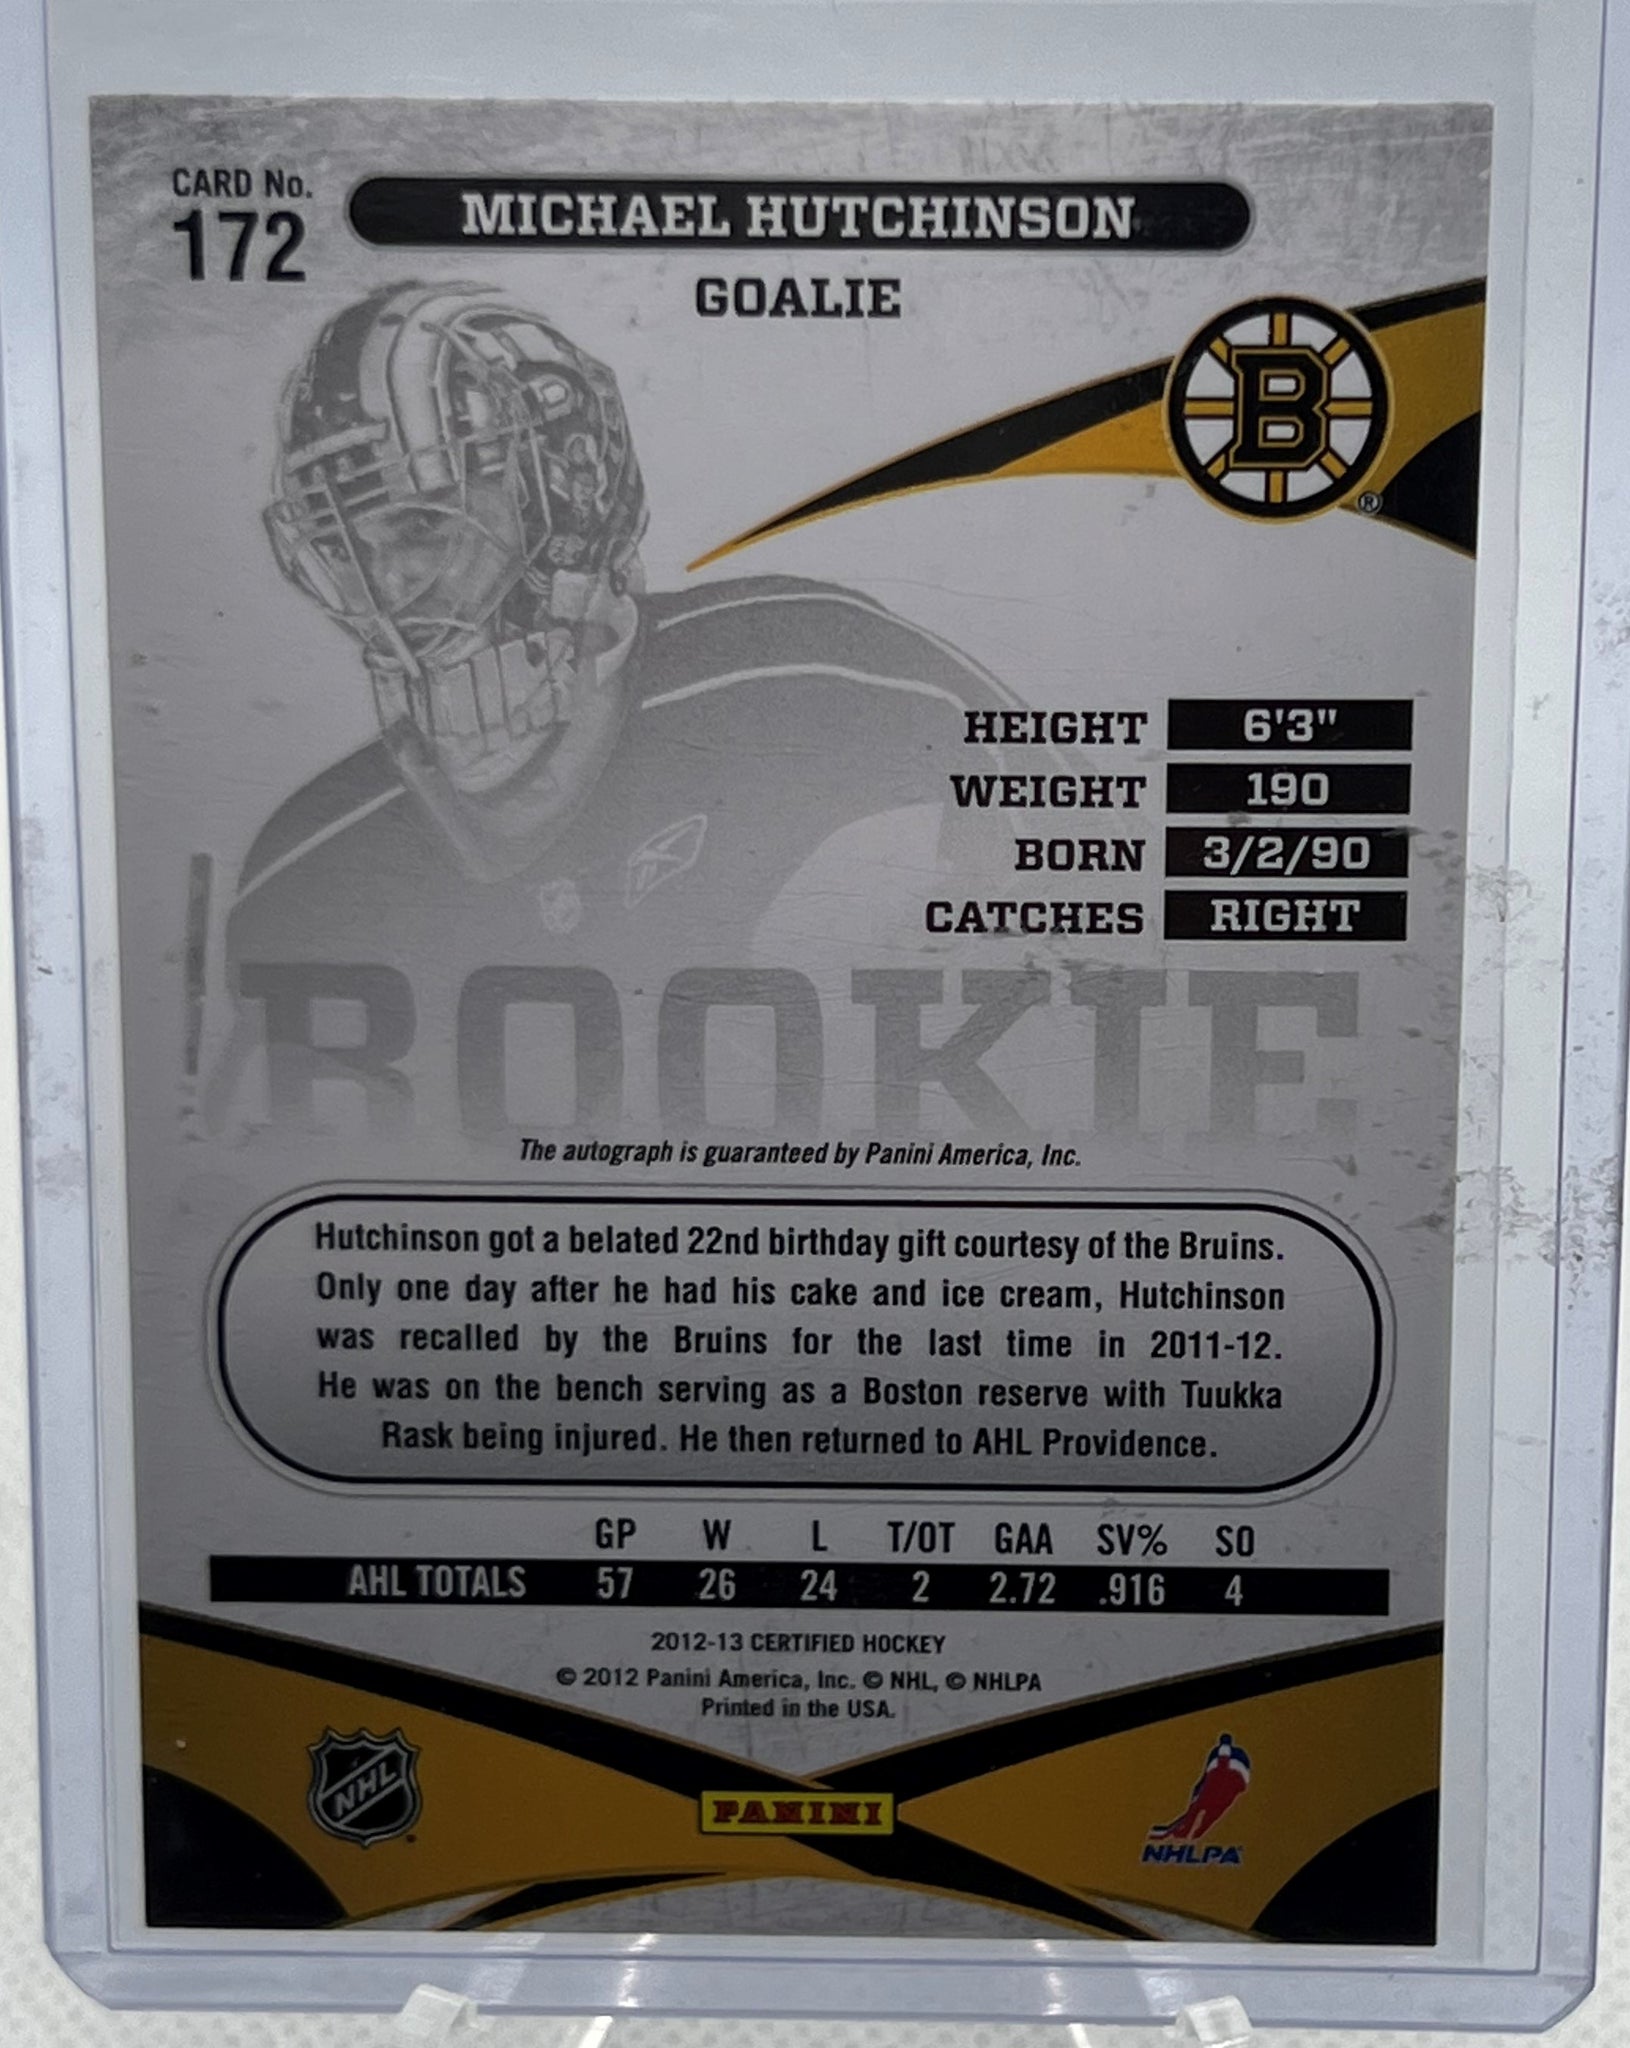 CARD No.
172
MICHAEL HUTCHINSON
GOALIE
B
®
HEIGHT 6'3"
WEIGHT 190
BORN 3/2/90
CATCHES RIGHT
ROOKIE
The autograph is guaranteed by Panini America, Inc.
Hutchinson got a belated 22nd birthday gift courtesy of the Bruins.
Only one day after he had his cake and ice cream, Hutchinson
was recalled by the Bruins for the last time in 2011-12.
He was on the bench serving as a Boston reserve with Tuukka
Rask being injured. He then returned to AHL Providence.
GP W L T/OT GAA SV% SO
AHL TOTALS 57 26 24 2 2.72 .916 4
2012-13 CERTIFIED HOCKEY
© 2012 Panini America, Inc. © NHL, © NHLPA
Printed in the USA.
NHL
PANINI
NHLPA